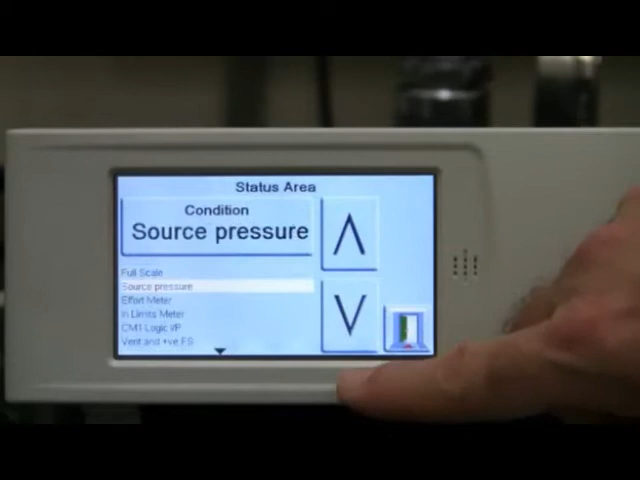 Status Area
Condition
Source pressure
Full Scale
Source pressure
Effort Meter
In Limits Meter
CM1 Logic I/P
Vent and +ve FS